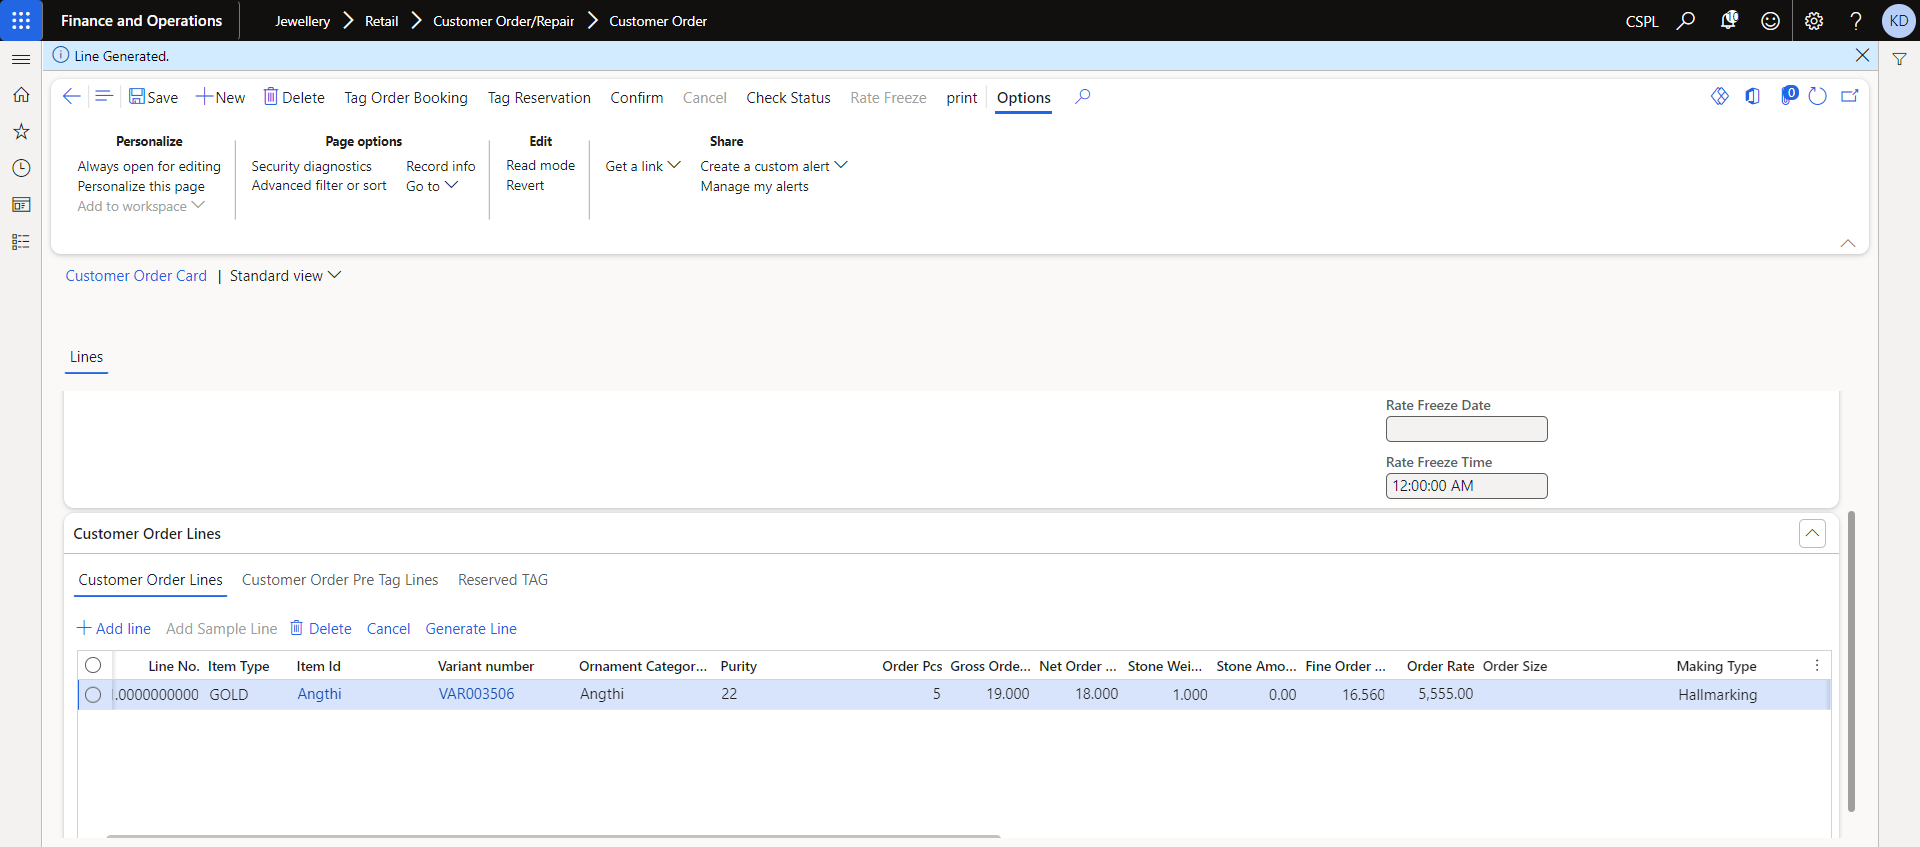 Finance and Operations
Jewellery > Retail > Customer Order/Repair > Customer Order
CSPL
10
?
KD
Line Generated.
Save
New
Delete
Tag Order Booking
Tag Reservation
Confirm
Cancel
Check Status
Rate Freeze
print
Options
0
Personalize
Always open for editing
Personalize this page
Add to workspace
Page options
Security diagnostics
Advanced filter or sort
Record info
Go to
Edit
Read mode
Revert
Get a link
Share
Create a custom alert
Manage my alerts
Customer Order Card | Standard view
Lines
Rate Freeze Date
Rate Freeze Time
12:00:00 AM
Customer Order Lines
Customer Order Lines
Customer Order Pre Tag Lines
Reserved TAG
Add line
Add Sample Line
Delete
Cancel
Generate Line
Line No. Item Type Item Id Variant number Ornament Categor... Purity Order Pcs Gross Orde... Net Order ... Stone Wei... Stone Amo... Fine Order ... Order Rate Order Size Making Type
.0000000000 GOLD Angthi VAR003506 Angthi 22 5 19.000 18.000 1.000 0.00 16.560 5,555.00 Hallmarking